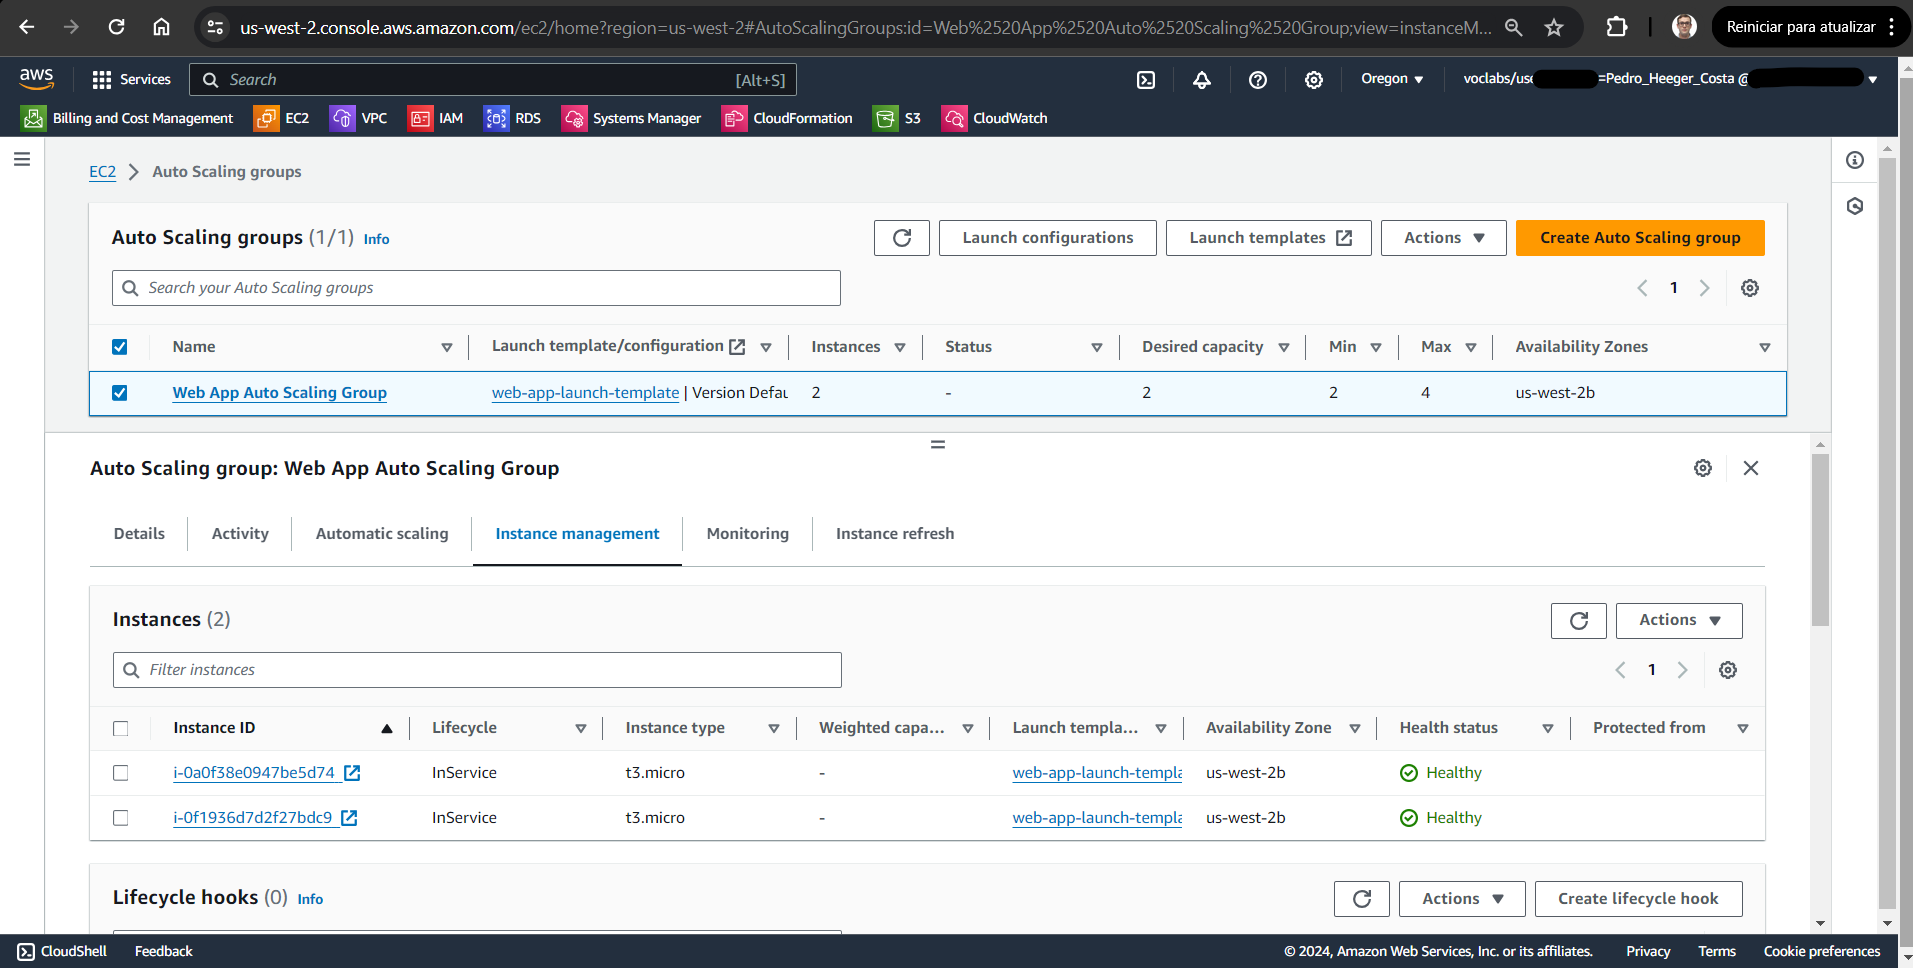 us-west-2.console.aws.amazon.com/ec2/home?region=us-west-2#AutoScalingGroups:id=Web%2520App%2520Auto%2520Scaling%2520Group;view=instanceM...
Reiniciar para atualizar
aws
Services
Search
[Alt+S]
Oregon
voclabs/use
=Pedro_Heeger_Costa @
Billing and Cost Management
EC2
VPC
IAM
RDS
Systems Manager
CloudFormation
S3
CloudWatch
EC2
Auto Scaling groups
Auto Scaling groups (1/1) Info
Launch configurations
Launch templates
Actions
Create Auto Scaling group
Search your Auto Scaling groups
1
Name
Launch template/configuration
Instances
Status
Desired capacity
Min
Max
Availability Zones
Web App Auto Scaling Group
web-app-launch-template | Version Defau
2
-
2
2
4
us-west-2b
Auto Scaling group: Web App Auto Scaling Group
Details
Activity
Automatic scaling
Instance management
Monitoring
Instance refresh
Instances (2)
Actions
Filter instances
1
Instance ID
Lifecycle
Instance type
Weighted capa...
Launch templa...
Availability Zone
Health status
Protected from
i-0a0f38e0947be5d74
InService
t3.micro
-
web-app-launch-templa
us-west-2b
Healthy
i-0f1936d7d2f27bdc9
InService
t3.micro
-
web-app-launch-templa
us-west-2b
Healthy
Lifecycle hooks (0) Info
Actions
Create lifecycle hook
CloudShell
Feedback
© 2024, Amazon Web Services, Inc. or its affiliates.
Privacy
Terms
Cookie preferences